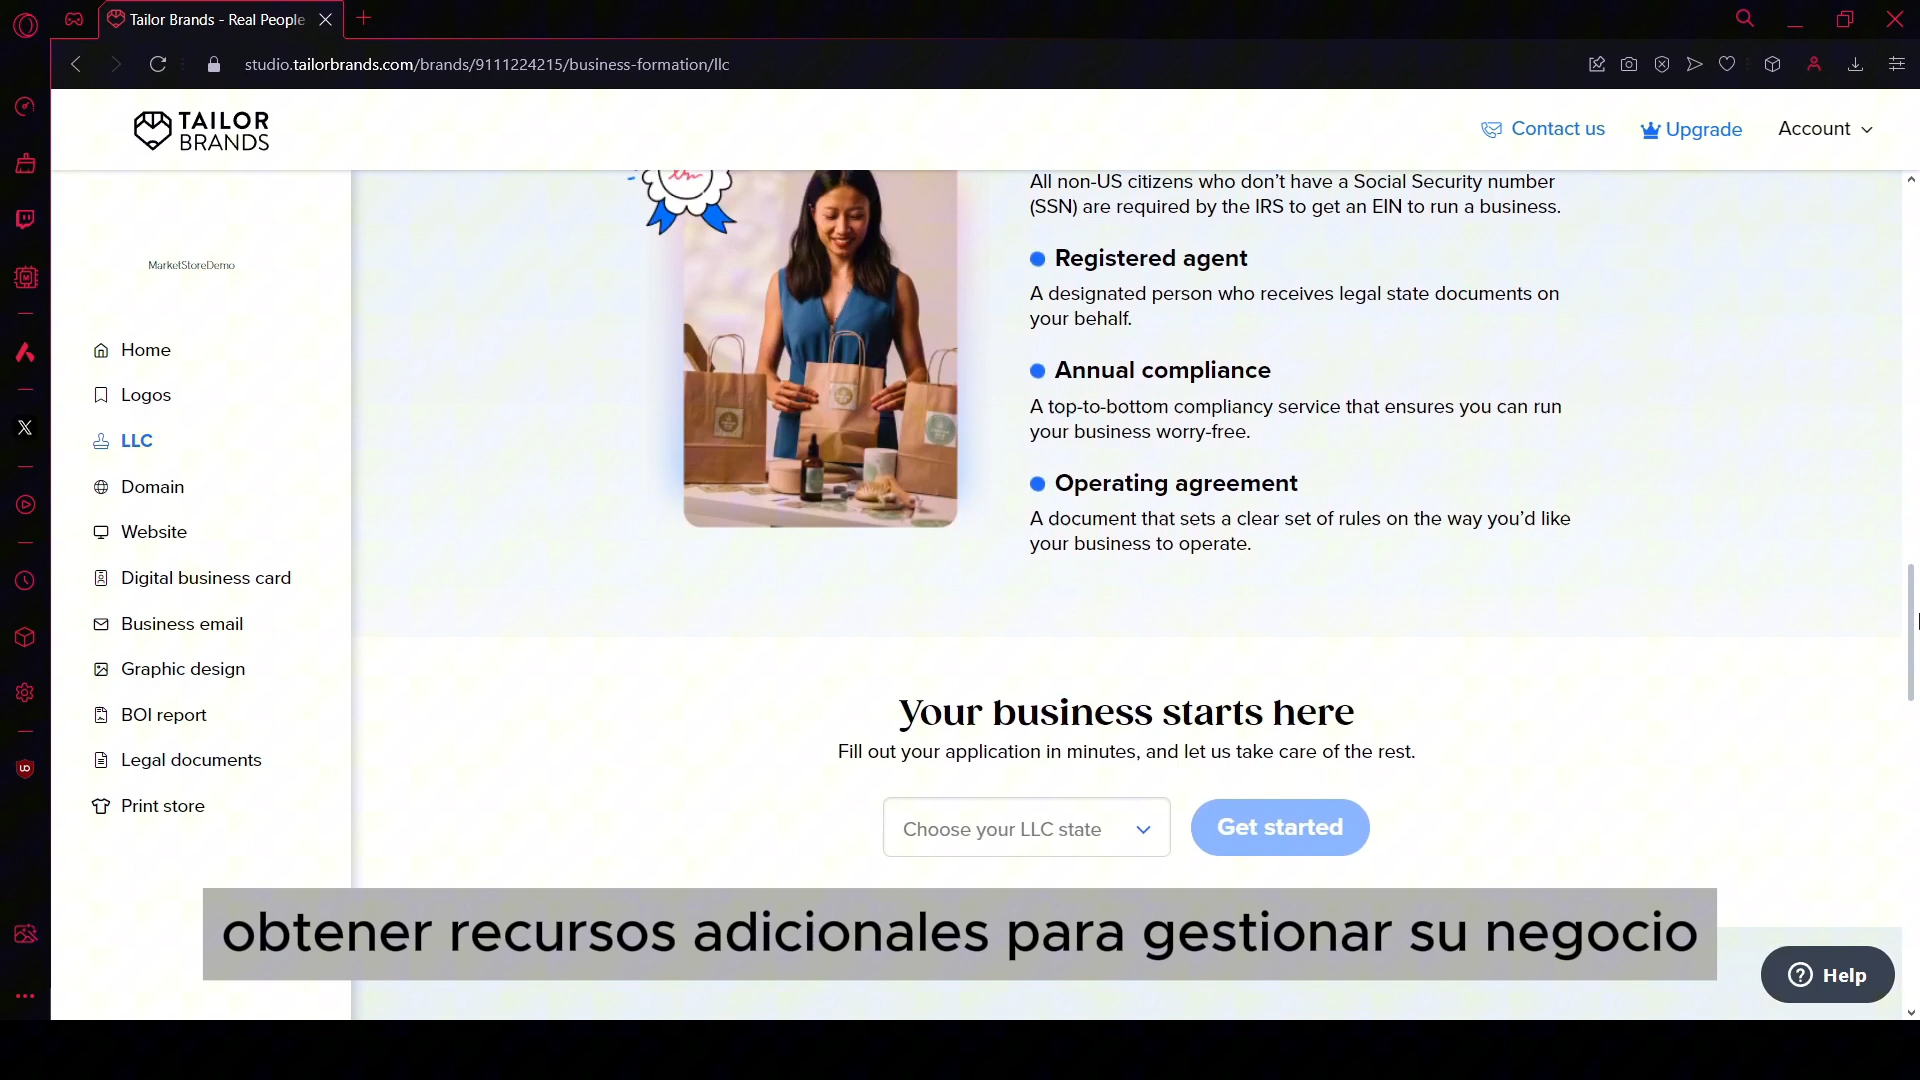 Tailor Brands - Real People
studio.tailorbrands.com/brands/9111224215/business-formation/llc
TAILOR
BRANDS
Contact us
Upgrade
Account
MarketStoreDemo
Home
Logos
LLC
Domain
Website
Digital business card
Business email
Graphic design
BOI report
Legal documents
Print store
All non-US citizens who don’t have a Social Security number
(SSN) are required by the IRS to get an EIN to run a business.
Registered agent
A designated person who receives legal state documents on
your behalf.
Annual compliance
A top-to-bottom compliancy service that ensures you can run
your business worry-free.
Operating agreement
A document that sets a clear set of rules on the way you’d like
your business to operate.
Your business starts here
Fill out your application in minutes, and let us take care of the rest.
Choose your LLC state
Get started
obtener recursos adicionales para gestionar su negocio
Help